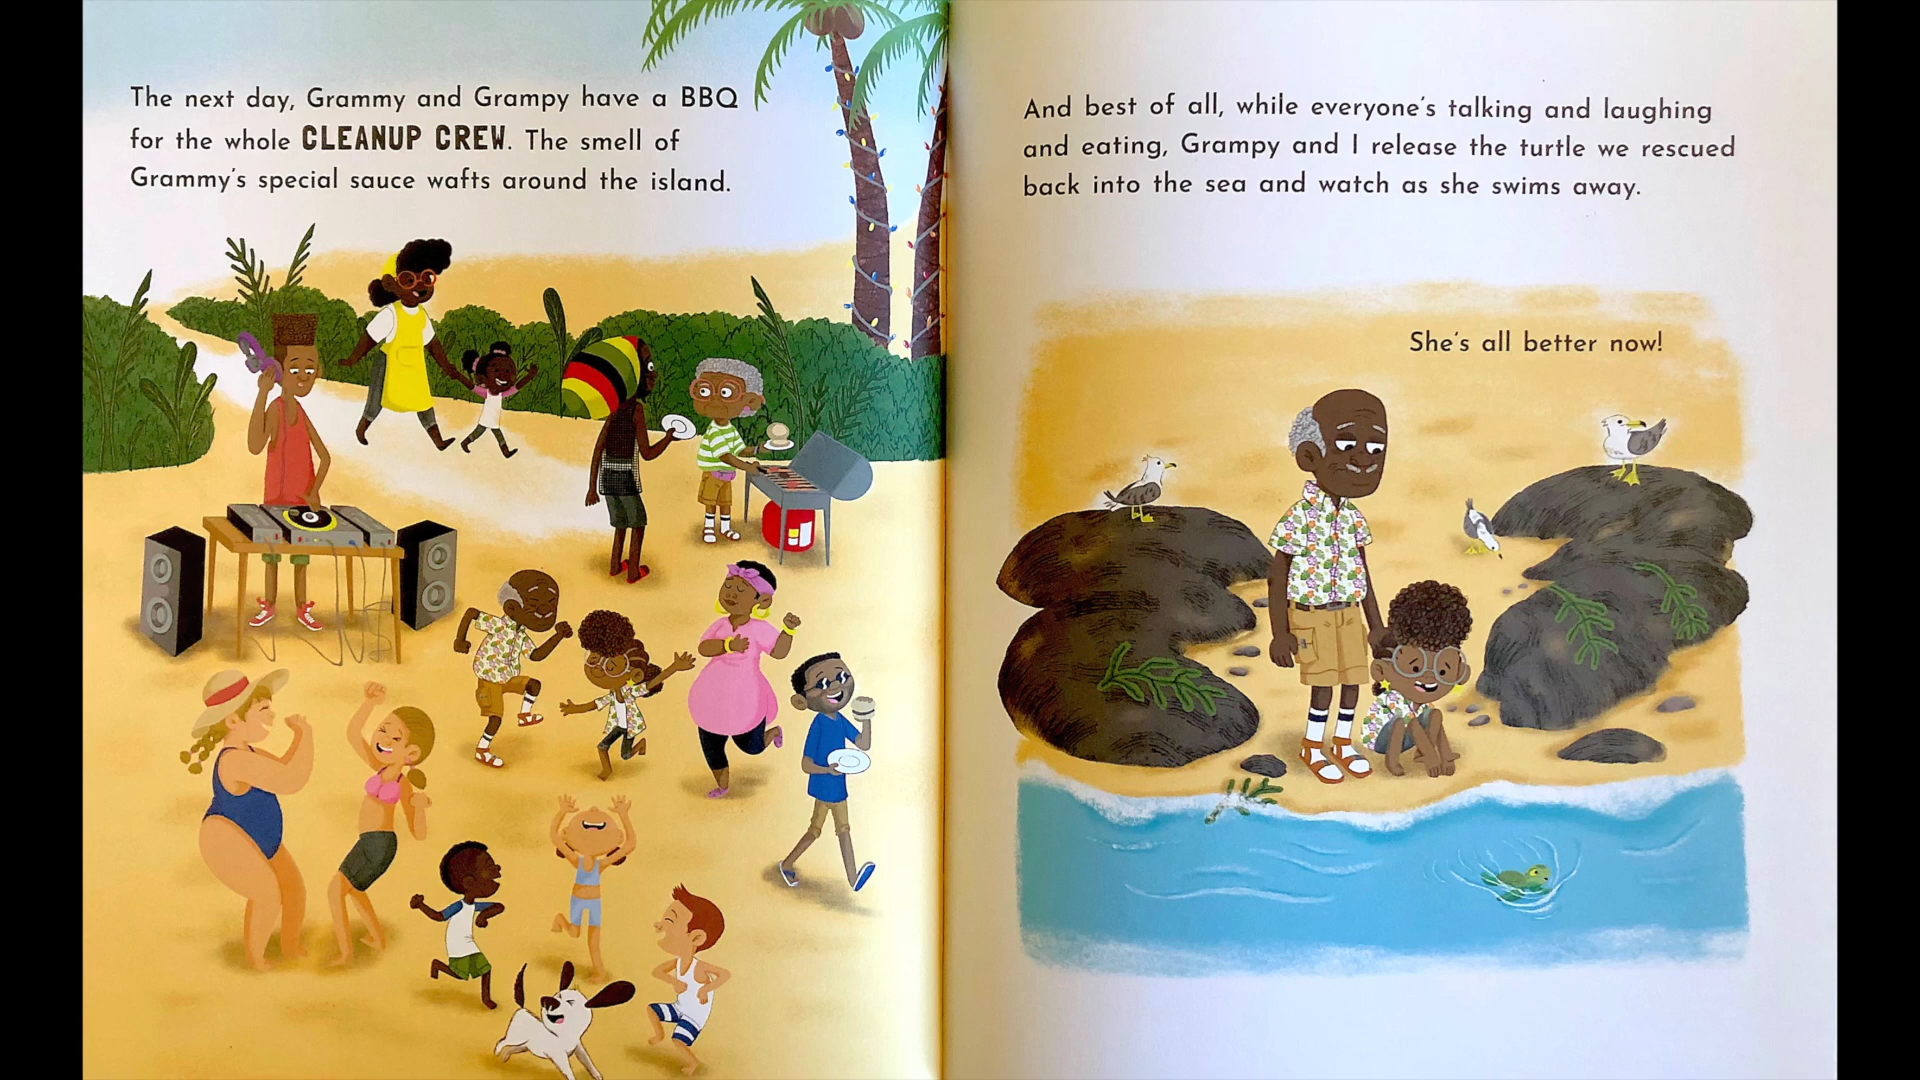 The next day, Grammy and Grampy have a BBQ
for the whole CLEANUP CREW. The smell of
Grammy's special sauce wafts around the island.
And best of all, while everyone's talking and laughing
and eating, Grampy and I release the turtle we rescued
back into the sea and watch as she swims away.
She's all better now!